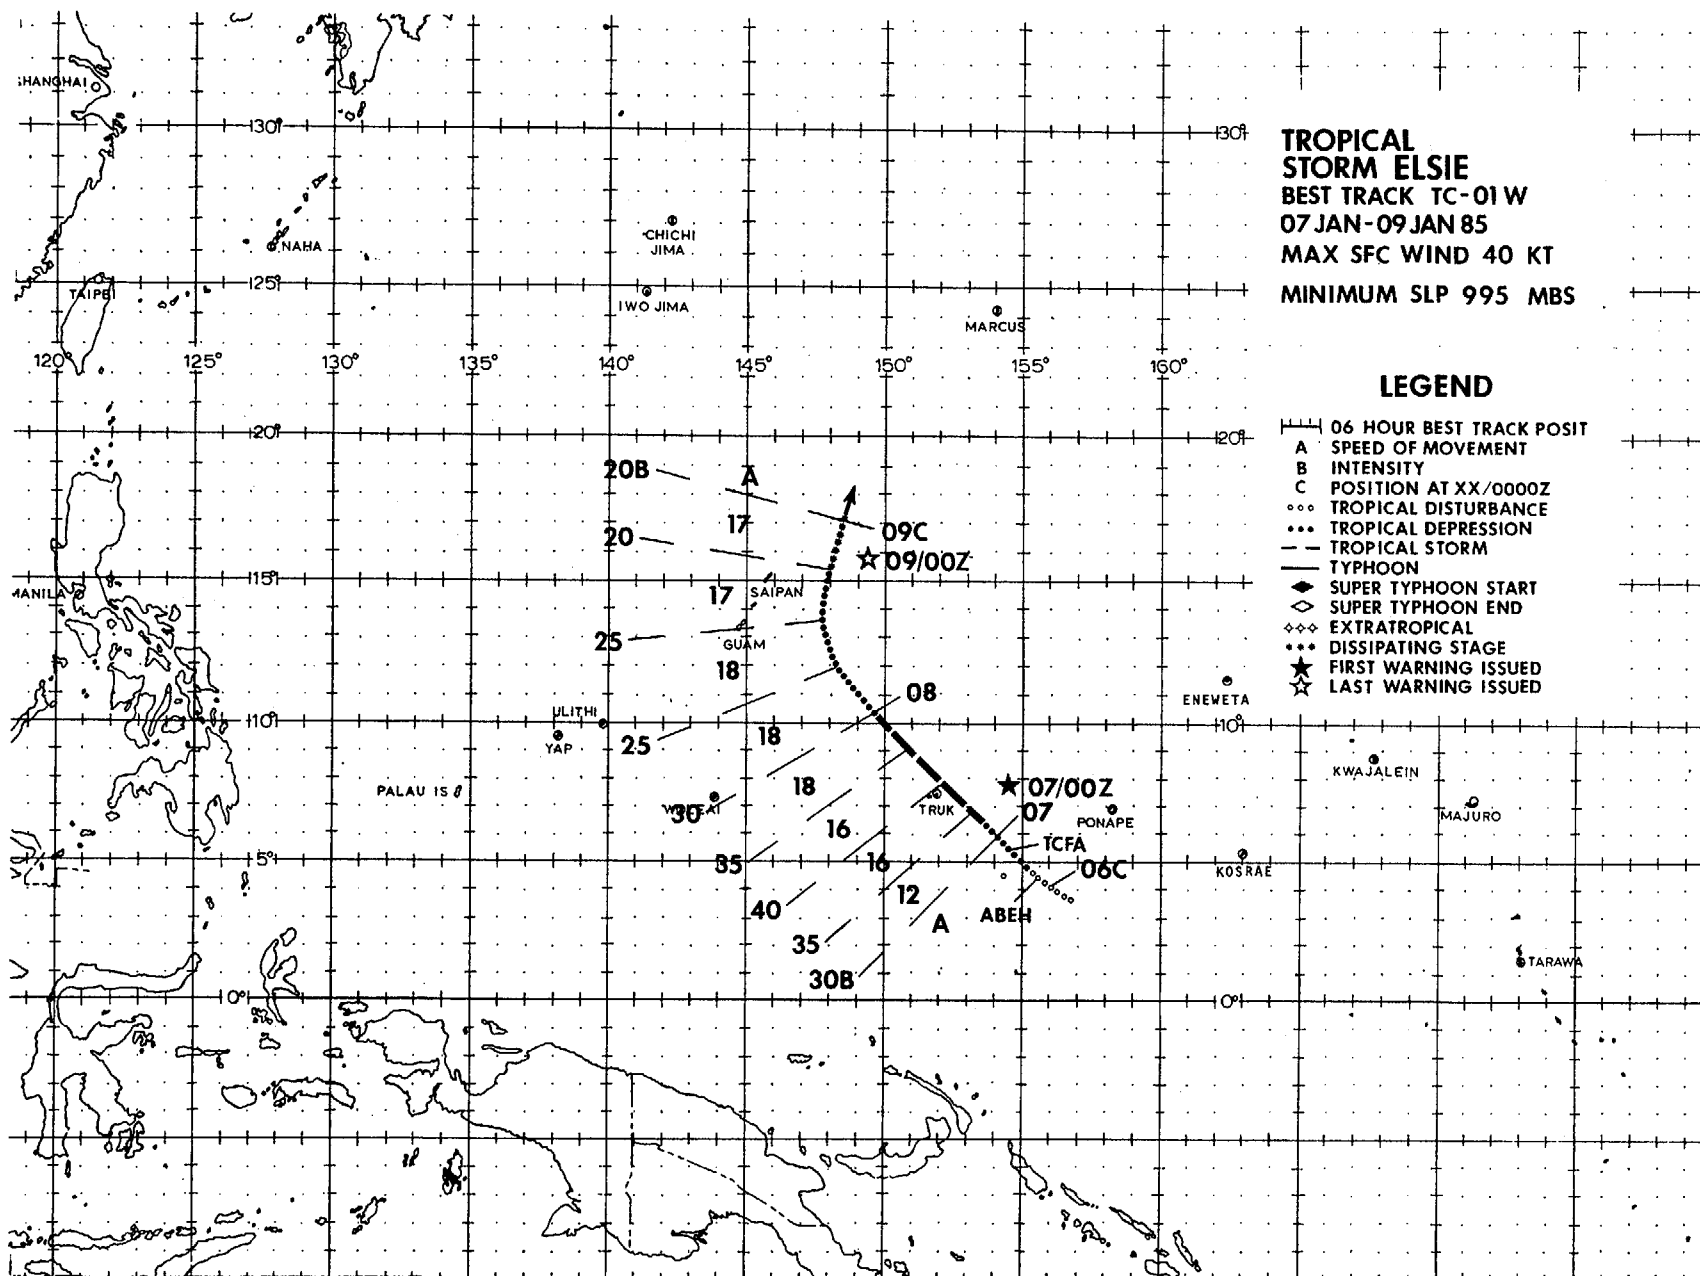 SHANGHAI
30°
30°
TROPICAL
STORM ELSIE
BEST TRACK TC-01W
07 JAN-09 JAN 85
MAX SFC WIND 40 KT
MINIMUM SLP 995 MBS
NAHA
CHICHI
JIMA
TAIPEI
25°
25°
IWO JIMA
MARCUS
120° 125° 130° 135° 140° 145° 150° 155° 160°
LEGEND
06 HOUR BEST TRACK POSIT
A SPEED OF MOVEMENT
B INTENSITY
C POSITION AT XX/0000Z
TROPICAL DISTURBANCE
TROPICAL DEPRESSION
TROPICAL STORM
TYPHOON
SUPER TYPHOON START
SUPER TYPHOON END
EXTRATROPICAL
DISSIPATING STAGE
FIRST WARNING ISSUED
LAST WARNING ISSUED
20°
20°
20B
A
17
09C
20
09/00Z
15°
15°
MANILA
17
SAIPAN
25
GUAM
18
08
ENEWETA
ULITHI
10°
10°
YAP
25
18
KWAJALEIN
PALAU IS
18
07/00Z
30
TRUK
07
PONAPE
MAJURO
16
TCFA
5°
5°
35
16
06C
KOSRAE
12
40
A
ABEH
35
30B
TARAWA
0°
0°